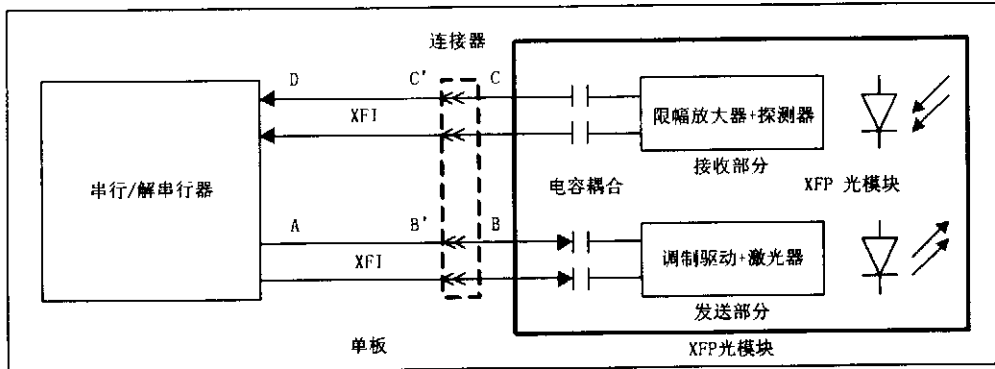 连接器
D
C'
C
XFI
限幅放大器+探测器
接收部分
串行/解串行器
电容耦合
XFP 光模块
A
B'
B
XFI
调制驱动+激光器
发送部分
单板
XFP光模块